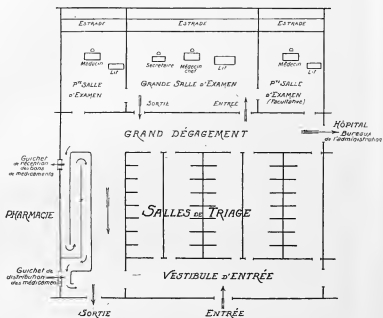 ESTRADE ESTRADE ESTRADE
Médecin Lit Secrétaire Médecin chef Lit Médecin Lit
Pte SALLE D'EXAMEN
GRANDE SALLE D'EXAMEN
Pte SALLE D'EXAMEN
(Facultative)
SORTIE ENTRÉE
HÔPITAL
Bureaux
de l'administration
GRAND DÉGAGEMENT
Guichet
de réception
des bons
de médicaments
PHARMACIE
SALLES DE TRIAGE
Guichet de
distribution
des médicaments
VESTIBULE D'ENTRÉE
SORTIE ENTRÉE